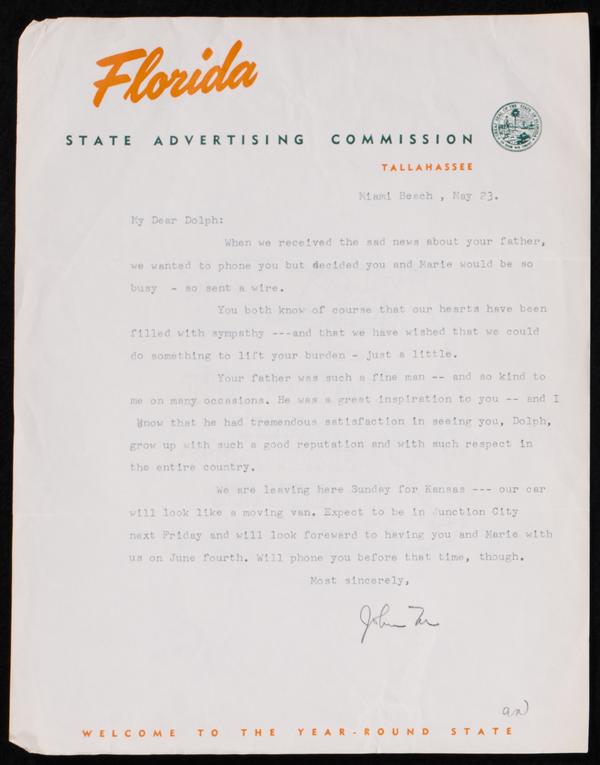 Florida
STATE ADVERTISING COMMISSION
TALLAHASSEE
Miami Beach , May 23.
My Dear Dolph:
When we received the sad news about your father,
we wanted to phone you but decided you and Marie would be so
busy - so sent a wire.
You both know of course that our hearts have been
filled with sympathy ---and that we have wished that we could
do something to lift your burden - just a little.
Your father was such a fine man -- and so kind to
me on many occasions. He was a great inspiration to you -- and I
know that he had tremendous satisfaction in seeing you, Dolph,
grow up with such a good reputation and with such respect in
the entire country.
We are leaving here Sunday for Kansas --- our car
will look like a moving van. Expect to be in Junction City
next Friday and will look foreward to having you and Marie with
us on June fourth. Will phone you before that time, though.
Most sincerely,
John
WELCOME TO THE YEAR-ROUND STATE